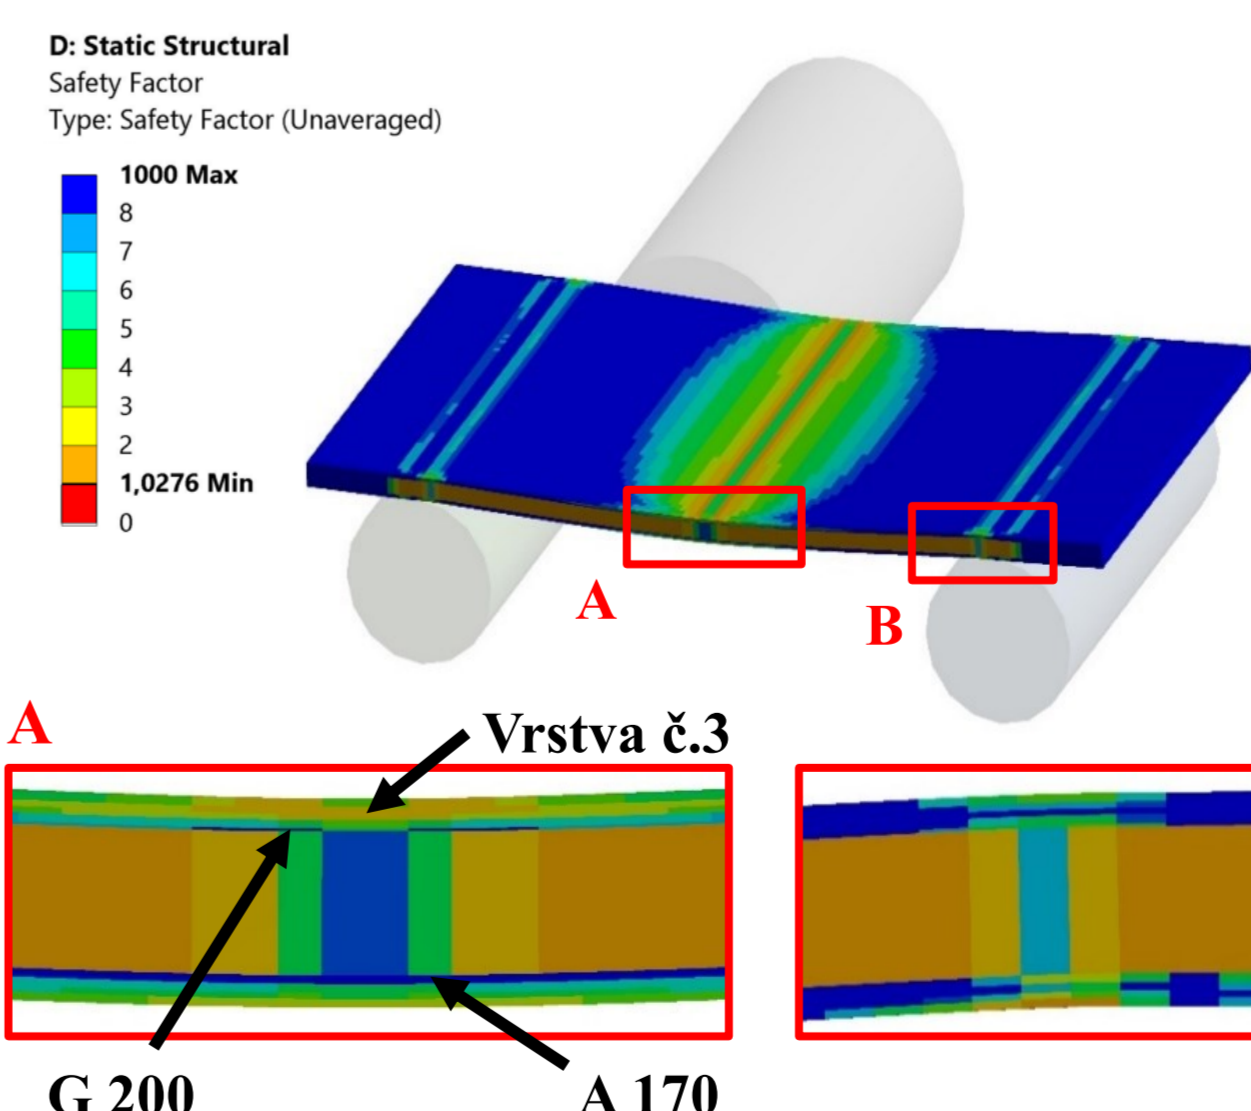 D: Static Structural
Safety Factor
Type: Safety Factor (Unaveraged)
1000 Max
8
7
6
5
4
3
2
1,0276 Min
0
A
B
A
Vrstva č.3
G 200
A 170